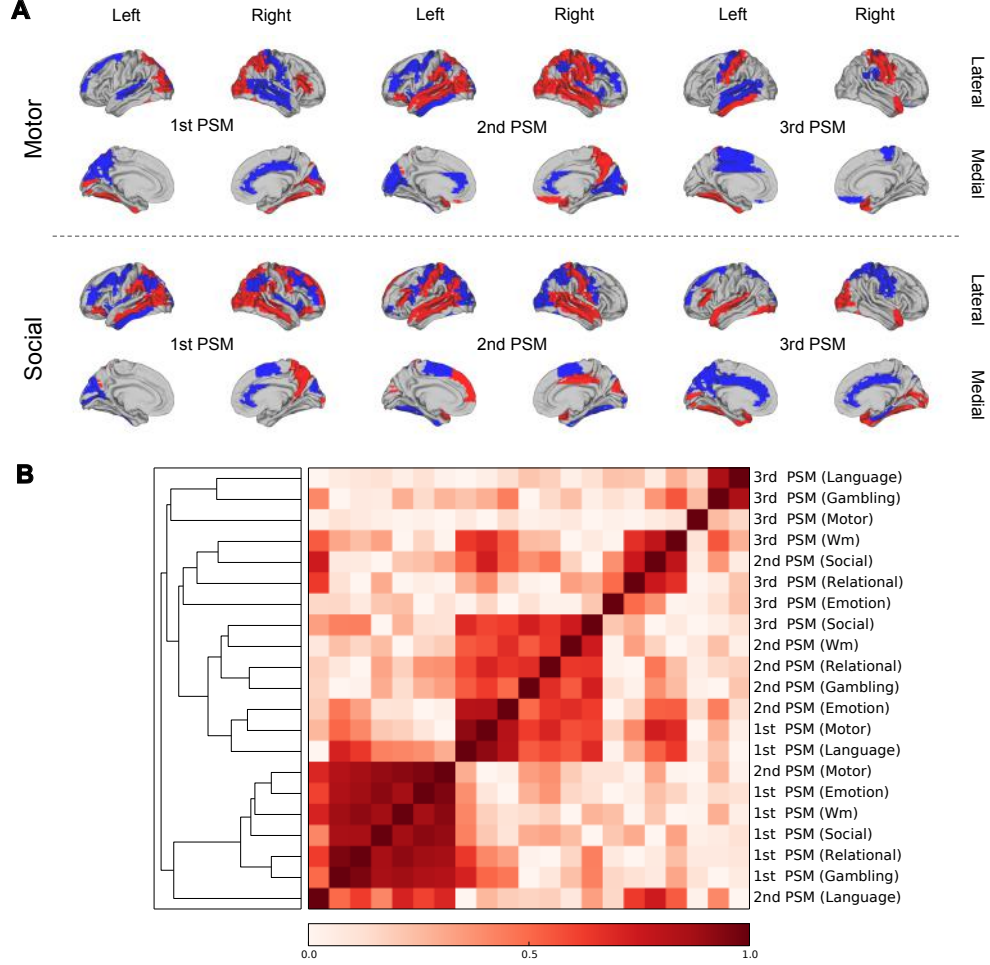 A
Left Right Left Right Left Right
Motor
Lateral
1st PSM 2nd PSM 3rd PSM
Medial
Social
Lateral
1st PSM 2nd PSM 3rd PSM
Medial
B
3rd PSM (Language)
3rd PSM (Gambling)
3rd PSM (Motor)
3rd PSM (Wm)
2nd PSM (Social)
3rd PSM (Relational)
3rd PSM (Emotion)
3rd PSM (Social)
2nd PSM (Wm)
2nd PSM (Relational)
2nd PSM (Gambling)
2nd PSM (Emotion)
1st PSM (Motor)
1st PSM (Language)
2nd PSM (Motor)
1st PSM (Emotion)
1st PSM (Wm)
1st PSM (Social)
1st PSM (Relational)
1st PSM (Gambling)
2nd PSM (Language)
0.0 0.5 1.0